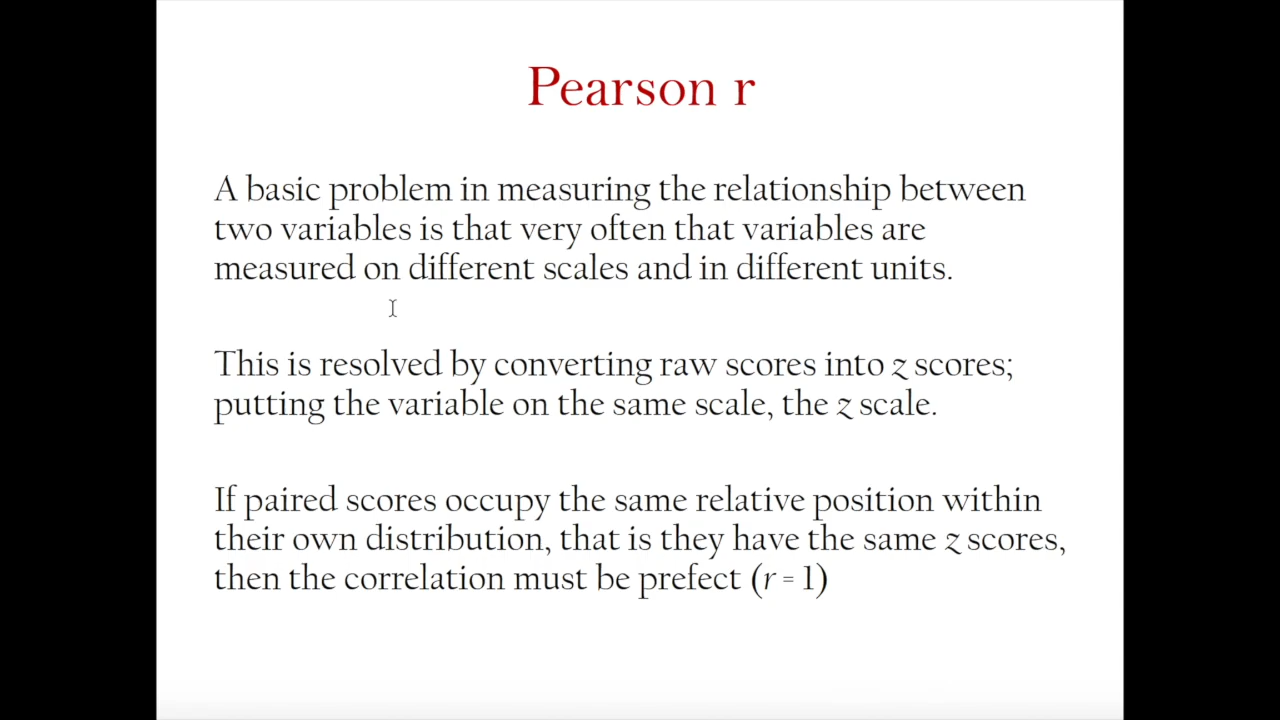 Pearson r
A basic problem in measuring the relationship between
two variables is that very often that variables are
measured on different scales and in different units.
This is resolved by converting raw scores into z scores;
putting the variable on the same scale, the z scale.
If paired scores occupy the same relative position within
their own distribution, that is they have the same z scores,
then the correlation must be prefect (r = 1)